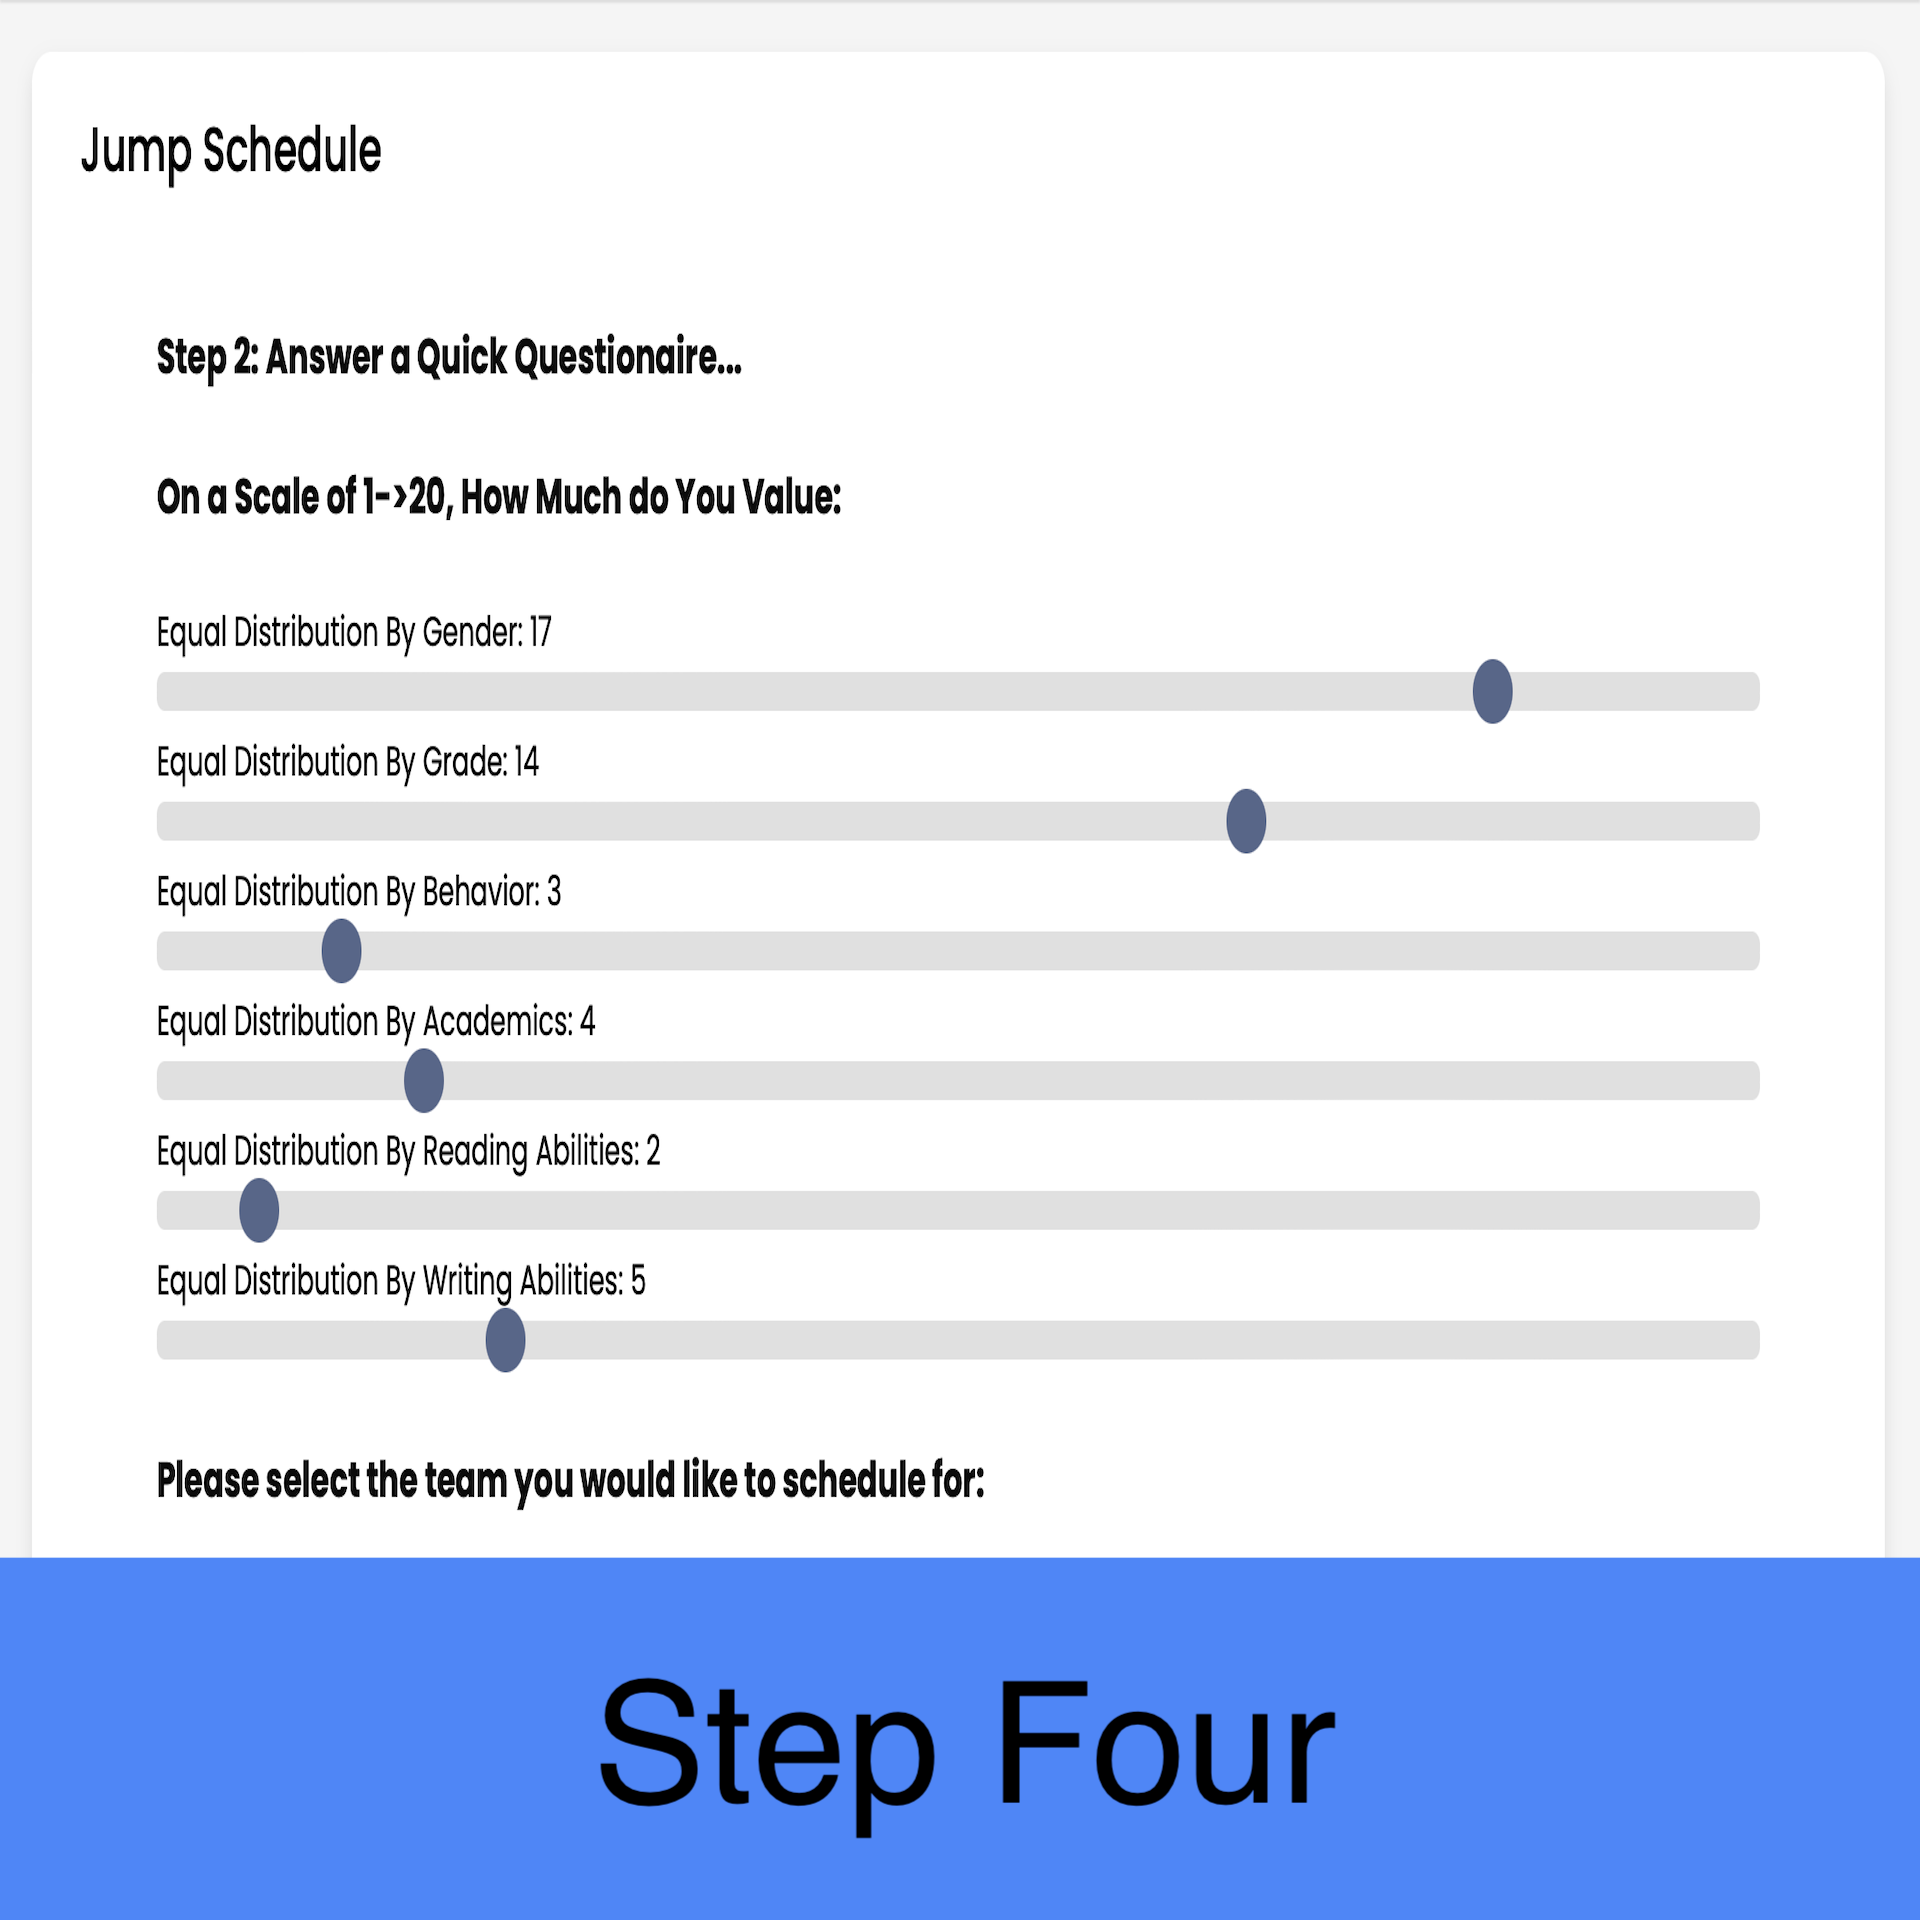 Jump Schedule
Step 2: Answer a Quick Questionaire...
On a Scale of 1->20, How Much do You Value:
Equal Distribution By Gender: 17
Equal Distribution By Grade: 14
Equal Distribution By Behavior: 3
Equal Distribution By Academics: 4
Equal Distribution By Reading Abilities: 2
Equal Distribution By Writing Abilities: 5
Please select the team you would like to schedule for:
Step Four